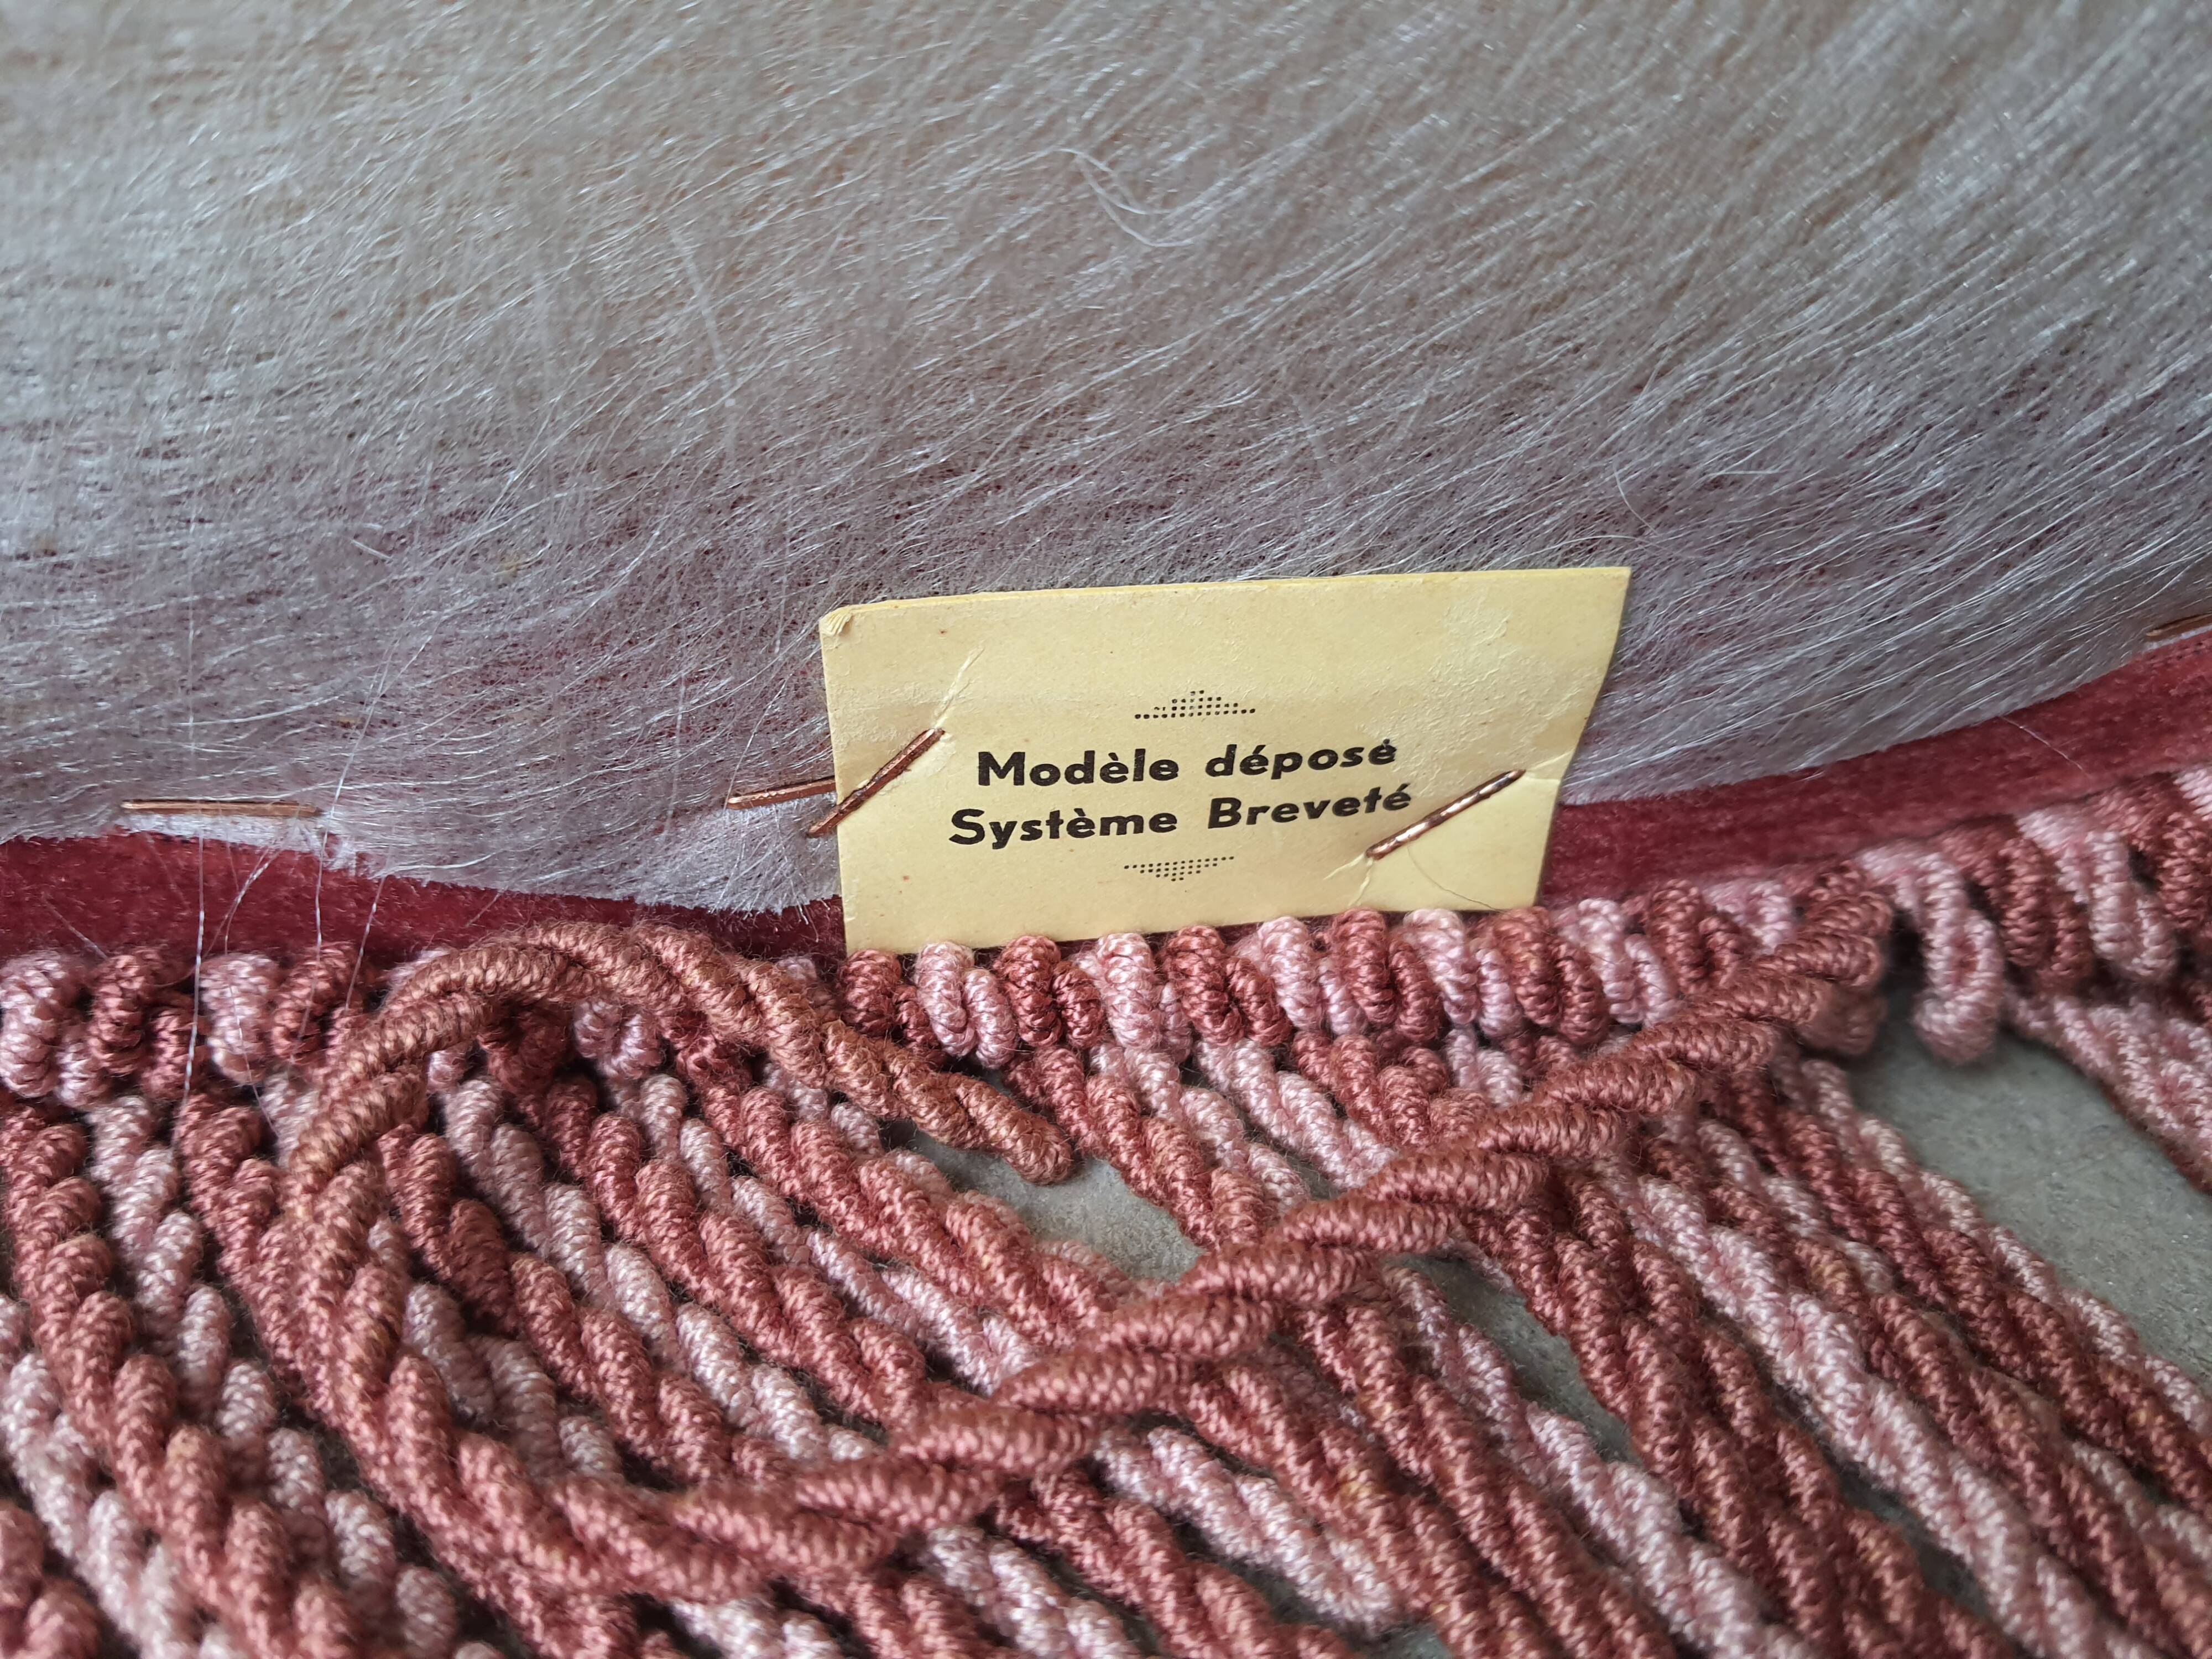 Modèle déposé
Système Breveté